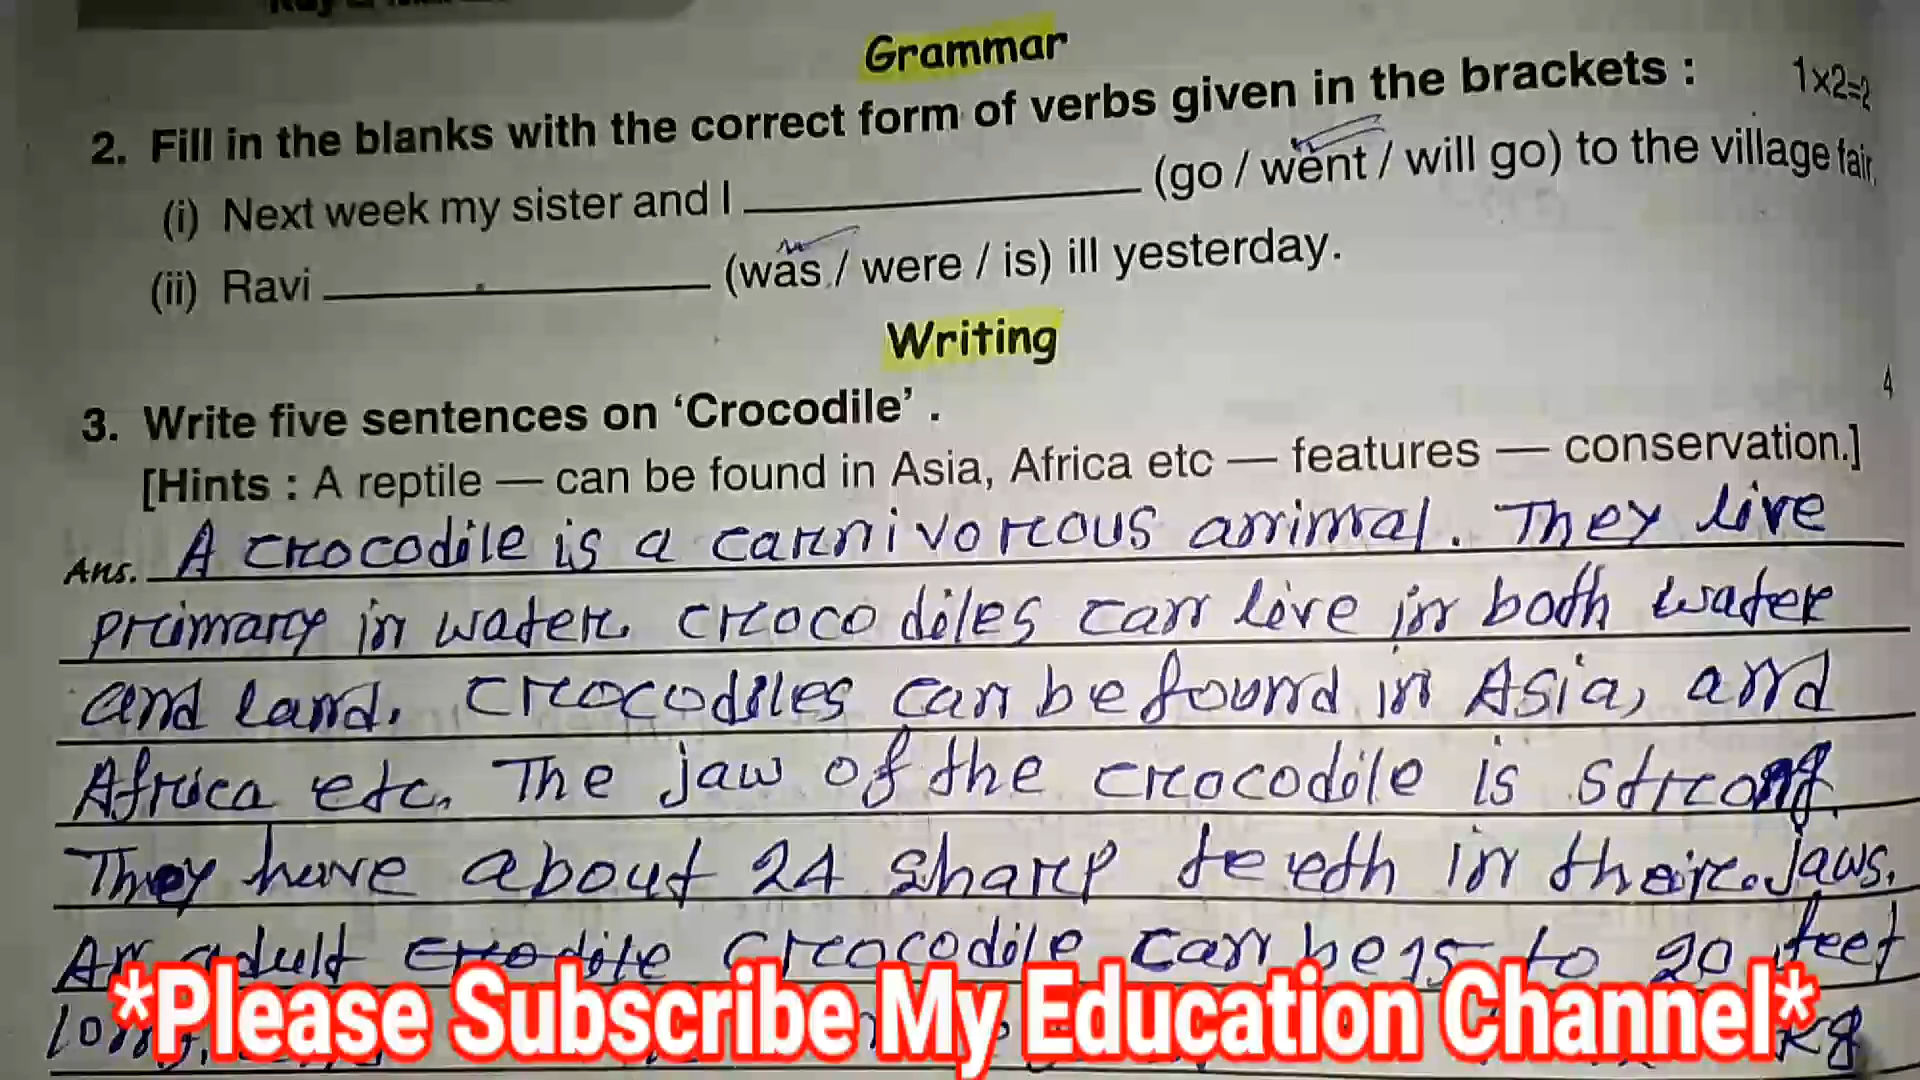 Grammar
2. Fill in the blanks with the correct form of verbs given in the brackets : 1×2=2
(i) Next week my sister and I ____________ (go / went / will go) to the village fair.
(ii) Ravi ____________ (was / were / is) ill yesterday.
Writing
3. Write five sentences on ‘Crocodile’ . 4
[Hints : A reptile — can be found in Asia, Africa etc — features — conservation.]
Ans. A crocodile is a carnivorous animal. They live
primary in water. crocodiles can live in both water
and land. crocodiles can be found in Asia, and
Africa etc. The jaw of the crocodile is strong.
They have about 24 sharp teeth in their jaws.
An adult crodile crocodile can be 15 to 20 feet
long. kg
*Please Subscribe My Education Channel*